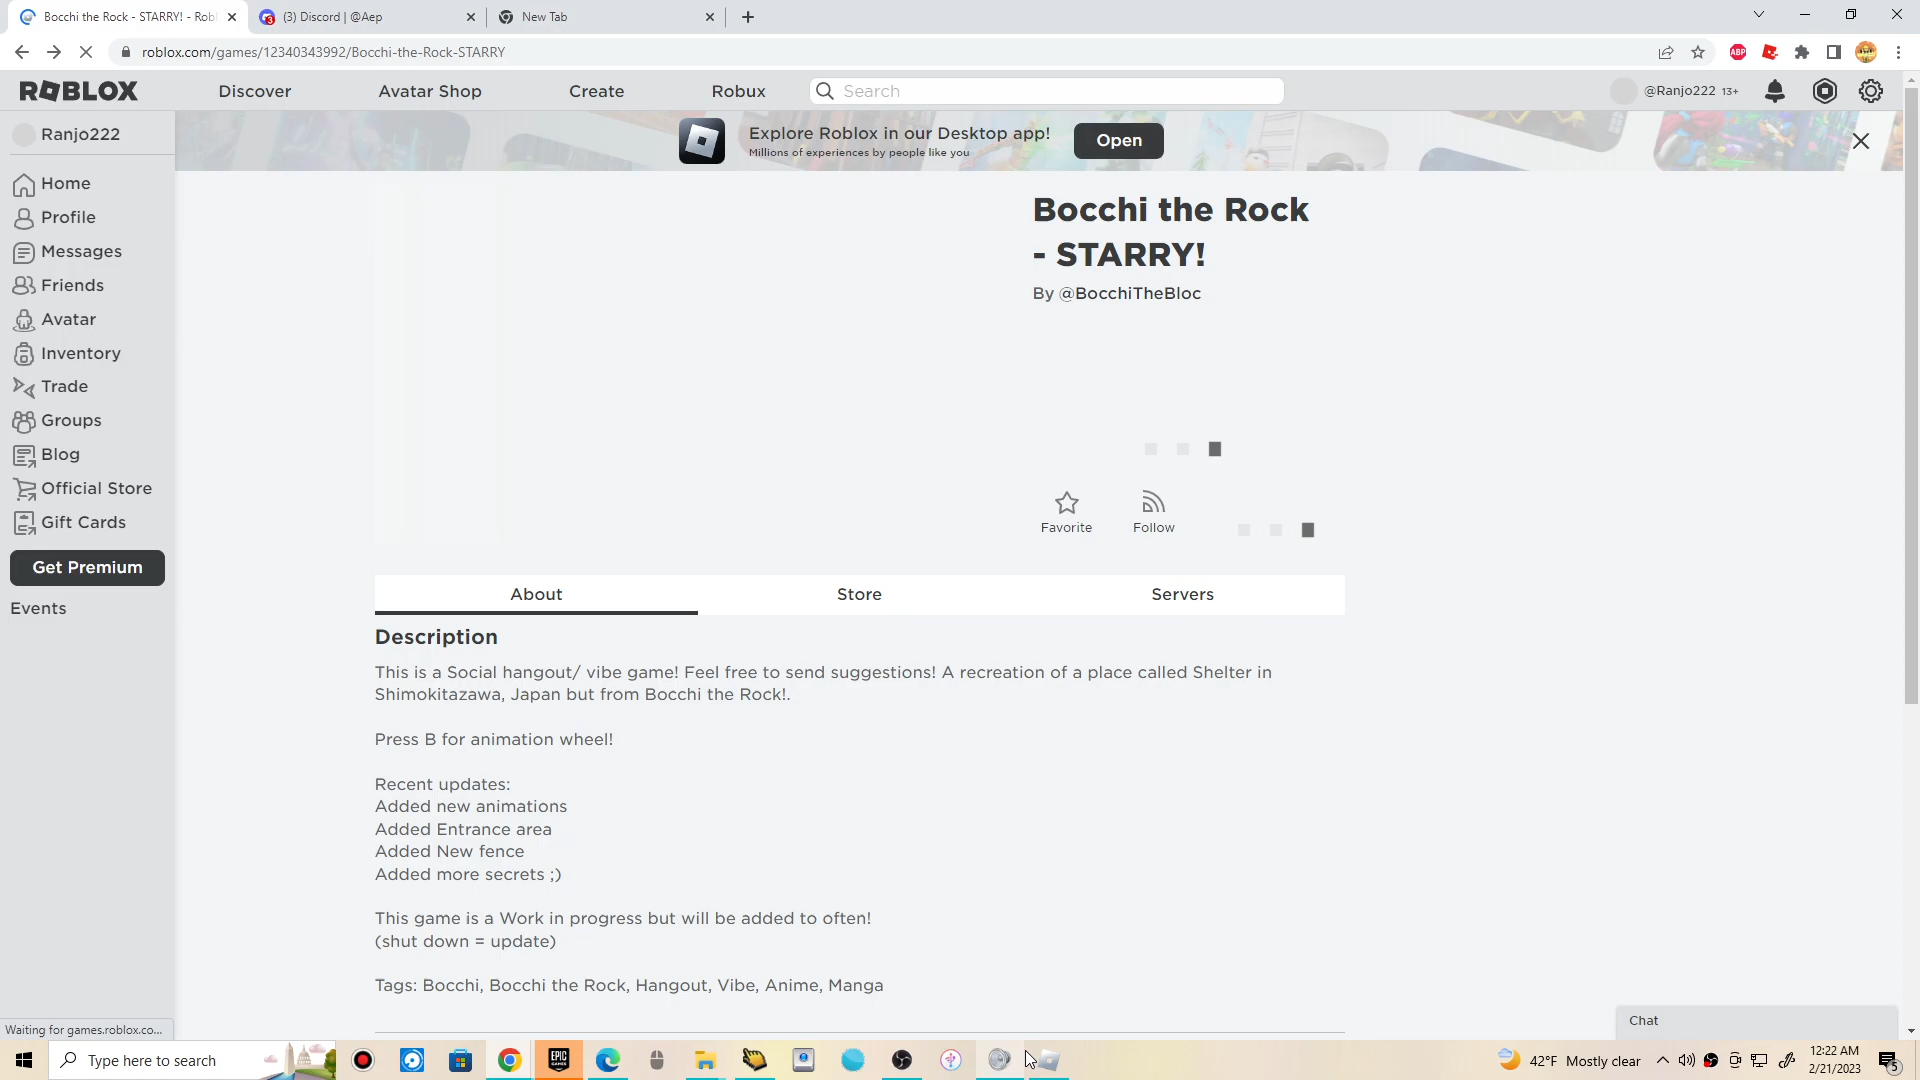 Bocchi the Rock - STARRY! - Rob
(3) Discord | @Aep
New Tab
roblox.com/games/12340343992/Bocchi-the-Rock-STARRY
ABP
ROBLOX
Discover
Avatar Shop
Create
Robux
Search
@Ranjo222 13+
Ranjo222
Explore Roblox in our Desktop app!
Millions of experiences by people like you
Open
Home
Profile
Messages
Friends
Avatar
Inventory
Trade
Groups
Blog
Official Store
Gift Cards
Get Premium
Events
Bocchi the Rock
- STARRY!
By @BocchiTheBloc
Favorite
Follow
About
Store
Servers
Description
This is a Social hangout/ vibe game! Feel free to send suggestions! A recreation of a place called Shelter in
Shimokitazawa, Japan but from Bocchi the Rock!.
Press B for animation wheel!
Recent updates:
Added new animations
Added Entrance area
Added New fence
Added more secrets ;)
This game is a Work in progress but will be added to often!
(shut down = update)
Tags: Bocchi, Bocchi the Rock, Hangout, Vibe, Anime, Manga
Chat
Waiting for games.roblox.co...
Type here to search
EPIC GAMES
42°F Mostly clear
12:22 AM
2/21/2023
5